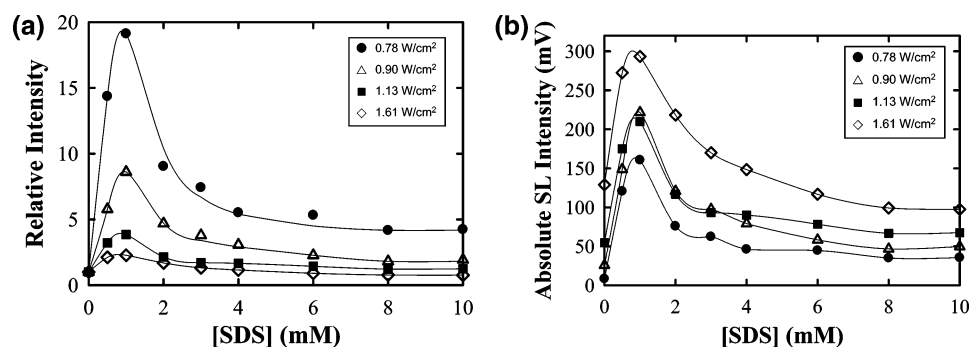 (a)
20
15
10
5
0
Relative Intensity
0.78 W/cm²
0.90 W/cm²
1.13 W/cm²
1.61 W/cm²
0 2 4 6 8 10
[SDS] (mM)
(b)
300
250
200
150
100
50
0
Absolute SL Intensity (mV)
0.78 W/cm²
0.90 W/cm²
1.13 W/cm²
1.61 W/cm²
0 2 4 6 8 10
[SDS] (mM)